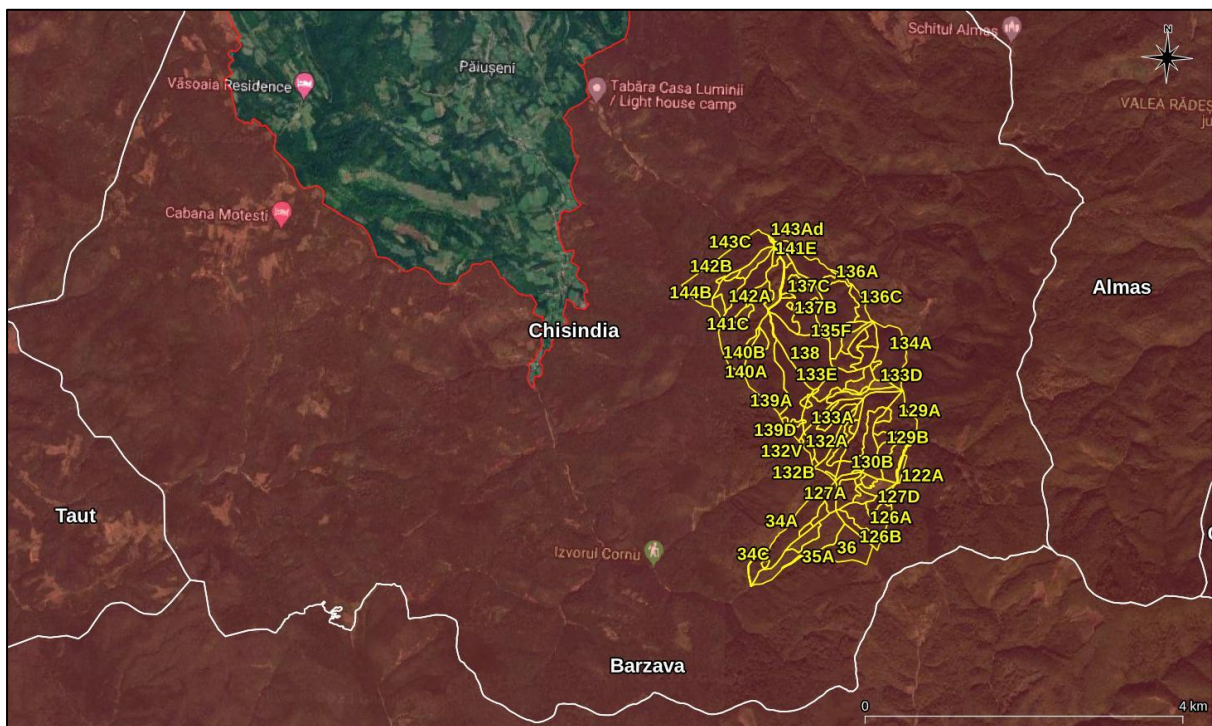 N
Schitul Almaș
Păiușeni
Văsoaia Residence
Tabăra Casa Luminii
/ Light house camp
VALEA RĂDEȘ
ju
Cabana Motești
143Ad
143C
141E
142B
136A
144B
142A
137C
136C
137B
Almas
141C
Chisindia
135F
134A
140B
138
140A
133E
133D
139A
129A
133A
139D
132A
129B
132V
130B
132B
122A
127A
127D
Taut
34A
126A
126B
Izvorul Cornu
34C
35A
36
Barzava
0
4 km